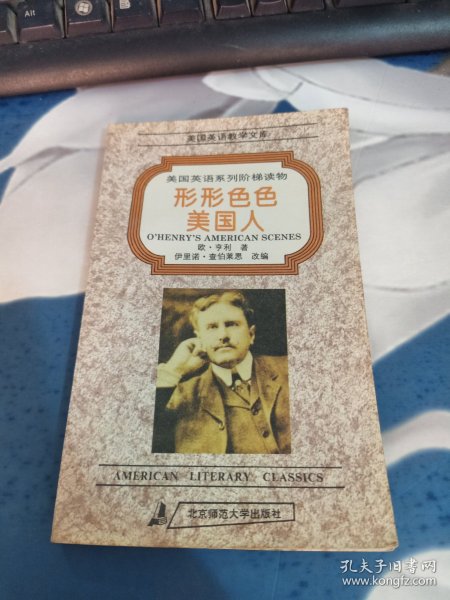 Alt
美国英语教学文库
美国英语系列阶梯读物
形形色色
美国人
O'HENRY'S AMERICAN SCENES
欧·亨利 著
伊里诺·查伯莱恩 改编
AMERICAN LITERARY CLASSICS
北京师范大学出版社
孔夫子旧书网
www.kongfz.com